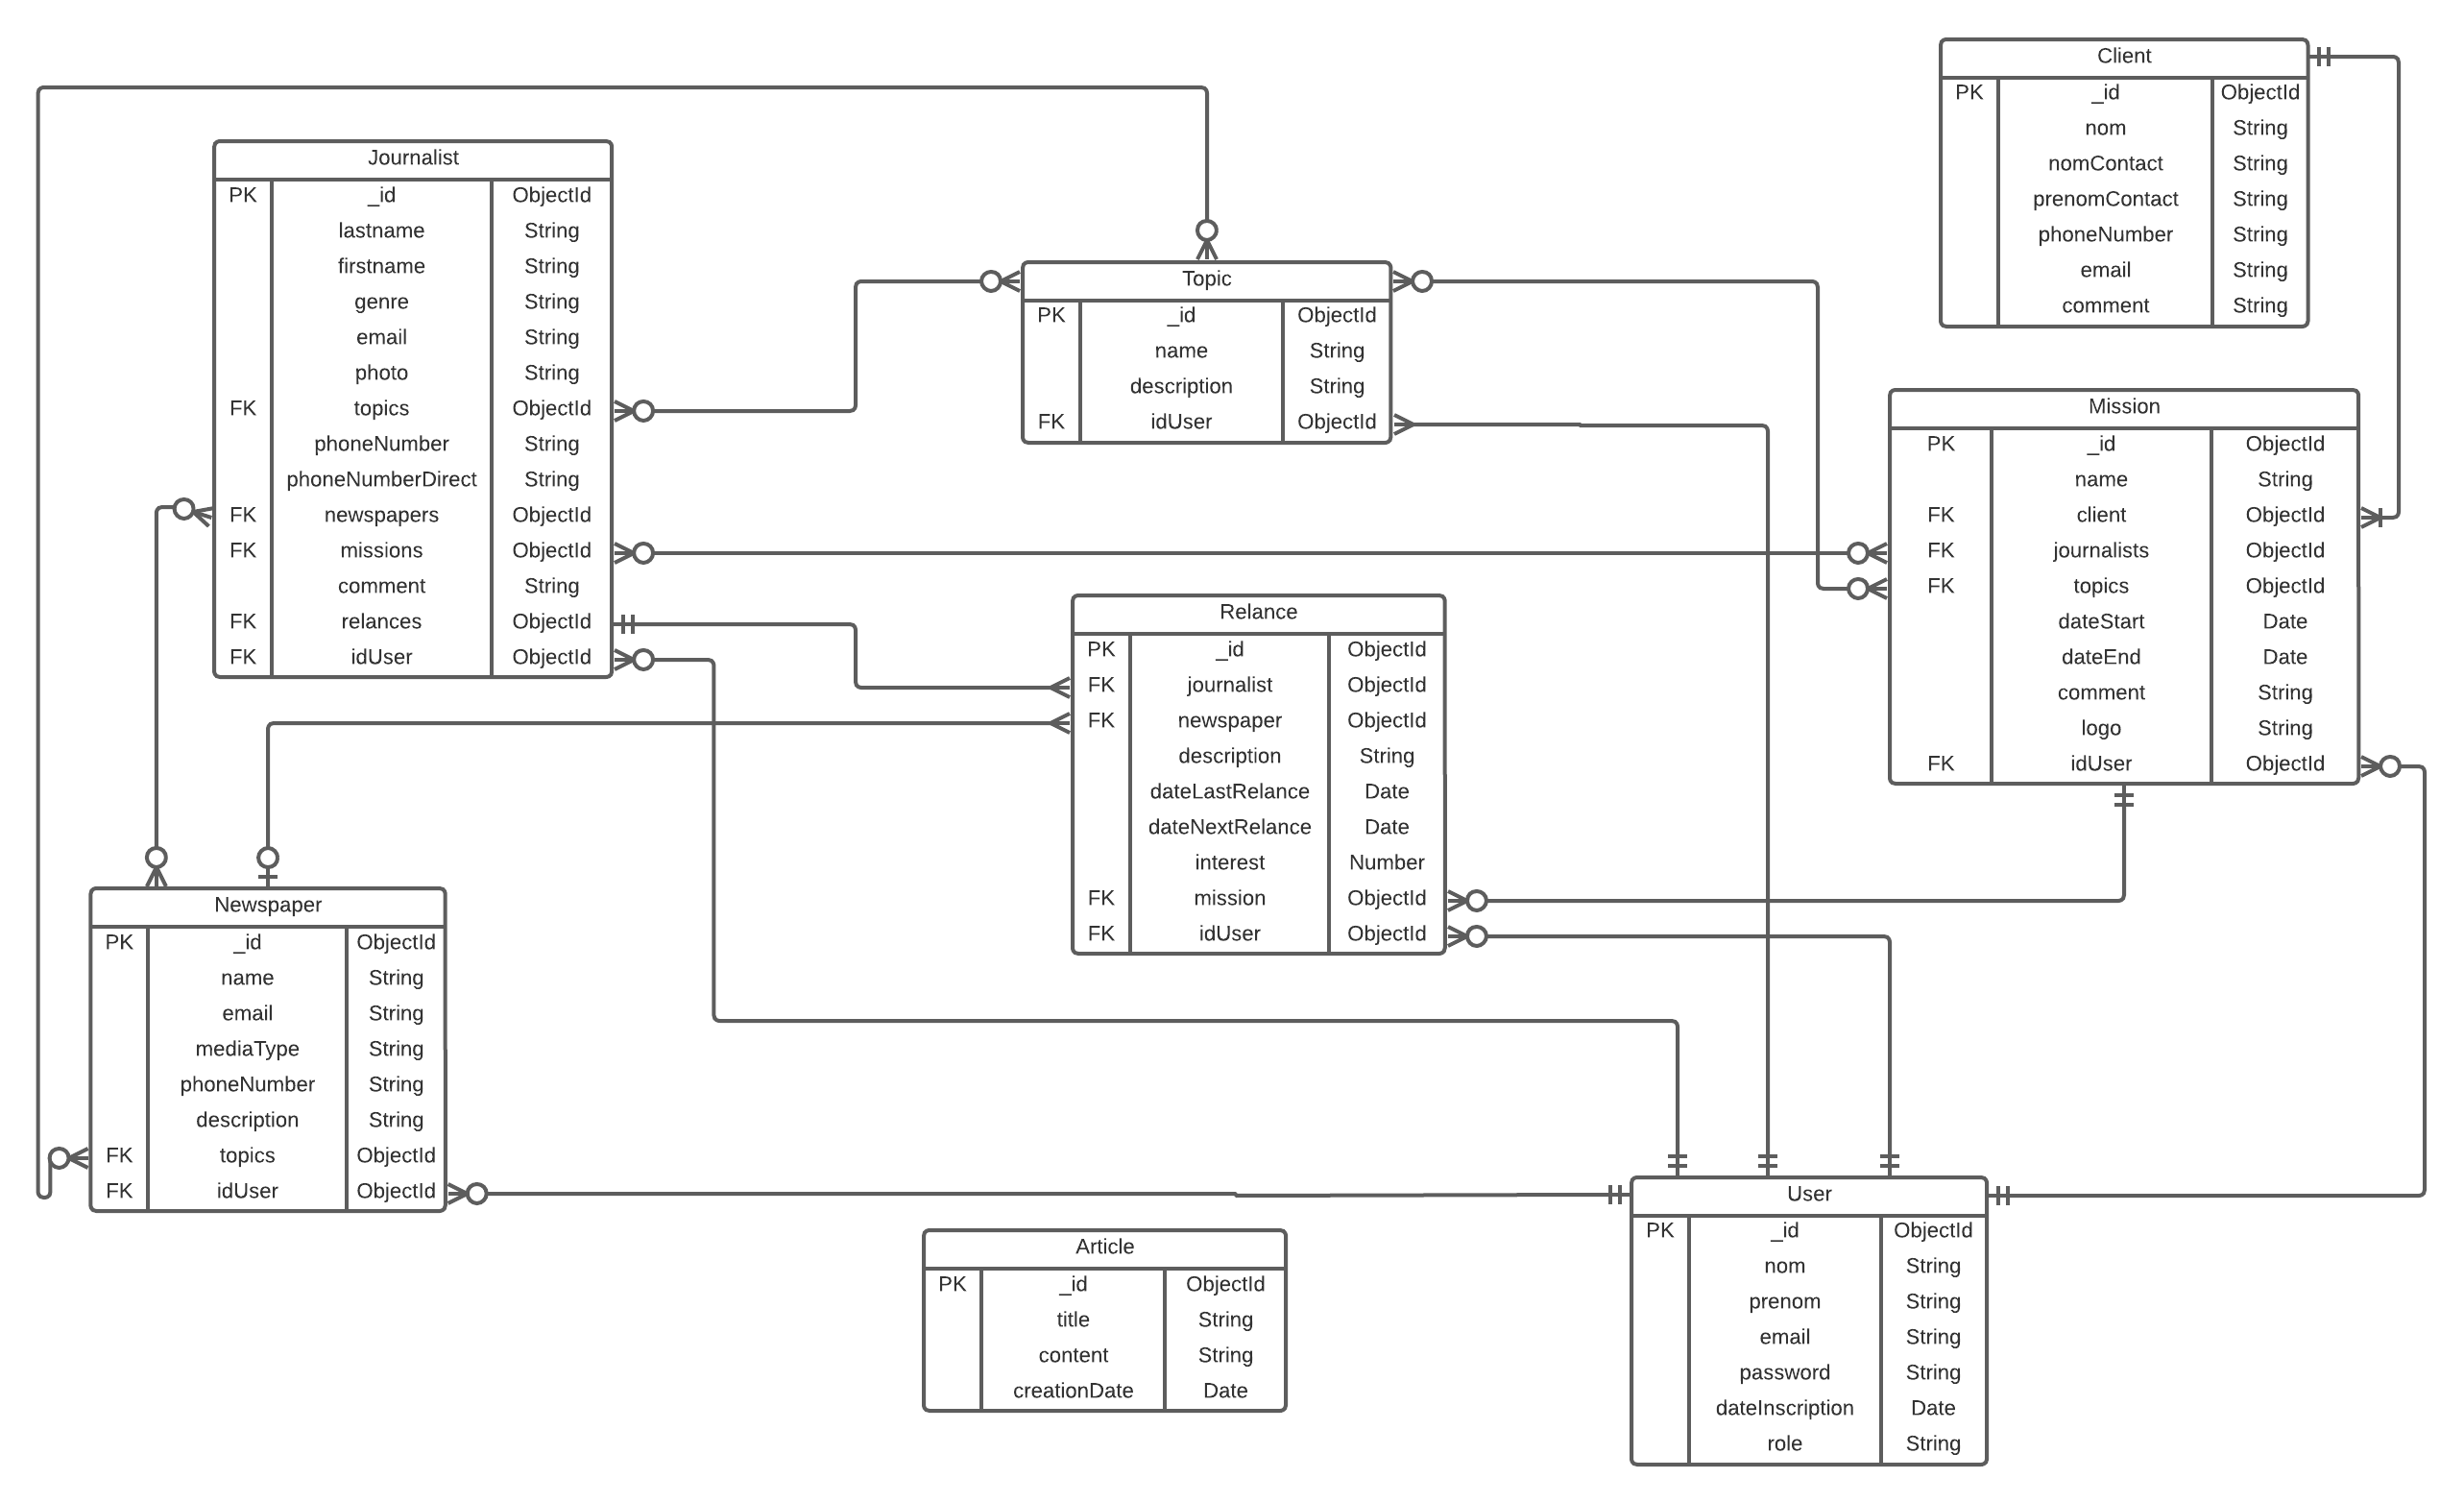 Client
PK _id ObjectId
nom String
nomContact String
prenomContact String
phoneNumber String
email String
comment String
Journalist
PK _id ObjectId
lastname String
firstname String
genre String
email String
photo String
FK topics ObjectId
phoneNumber String
phoneNumberDirect String
FK newspapers ObjectId
FK missions ObjectId
comment String
FK relances ObjectId
FK idUser ObjectId
Topic
PK _id ObjectId
name String
description String
FK idUser ObjectId
Mission
PK _id ObjectId
name String
FK client ObjectId
FK journalists ObjectId
FK topics ObjectId
dateStart Date
dateEnd Date
comment String
logo String
FK idUser ObjectId
Relance
PK _id ObjectId
FK journalist ObjectId
FK newspaper ObjectId
description String
dateLastRelance Date
dateNextRelance Date
interest Number
FK mission ObjectId
FK idUser ObjectId
Newspaper
PK _id ObjectId
name String
email String
mediaType String
phoneNumber String
description String
FK topics ObjectId
FK idUser ObjectId
User
PK _id ObjectId
nom String
prenom String
email String
password String
dateInscription Date
role String
Article
PK _id ObjectId
title String
content String
creationDate Date